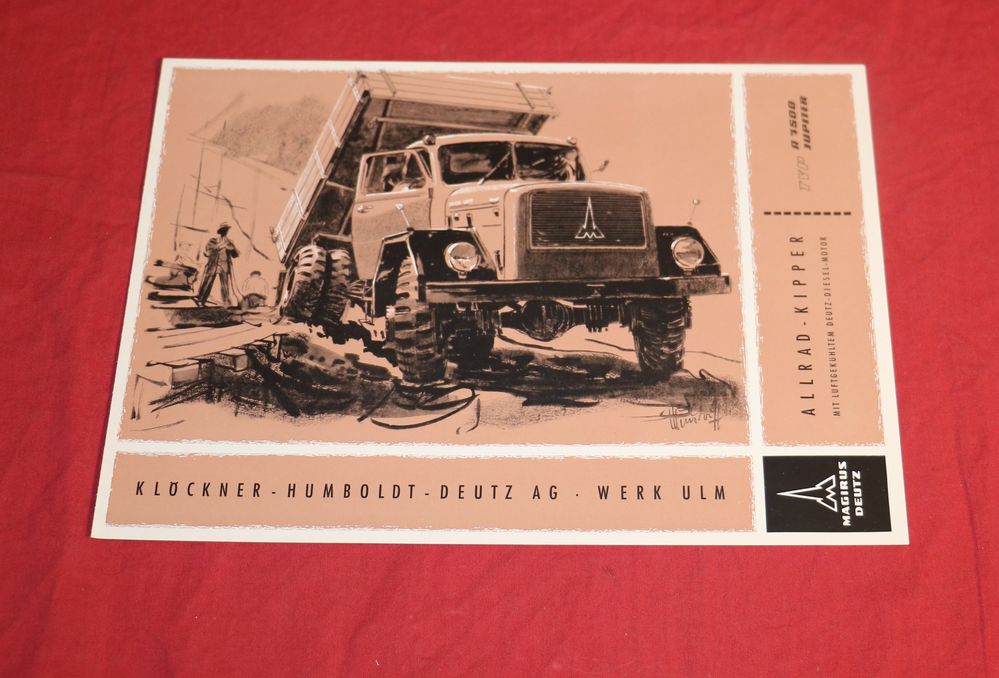 TYP A 7500
JUPITER
ALLRAD-KIPPER
MIT LUFTGEKÜHLTEM DEUTZ-DIESEL-MOTOR
KLÖCKNER-HUMBOLDT-DEUTZ AG · WERK ULM
MAGIRUS
DEUTZ